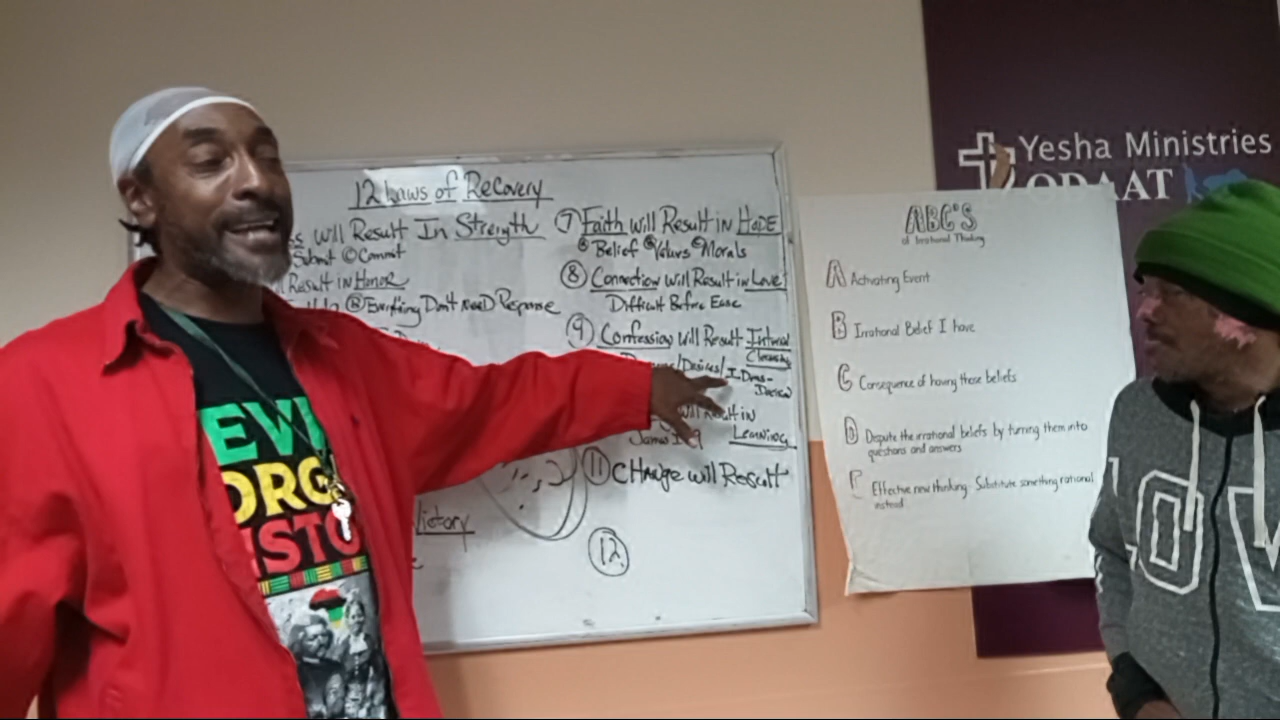 12 Laws of Recovery
Will Result In Strength
Submit Ⓒ Commit
Result in Honor
Ⓑ Everything Don't Need Response
Victory
⑦ Faith Will Result in HOPE
Belief Values Ⓒ Morals
⑧ Connection Will Result in Love
Difficult Before Ease
⑨ Confession will Result Internal
Cleansing
/Desires/
will Result in
James 1:19 Learning
⑪ CHANGE will Result
⑫
ABC'S
of Irrational Thinking
A Activating Event
B Irrational Belief I have
C Consequence of having these beliefs
D Dispute the irrational beliefs by turning them into
questions and answers
E Effective new thinking - Substitute something rational
instead
Yesha Ministries
ODAAT